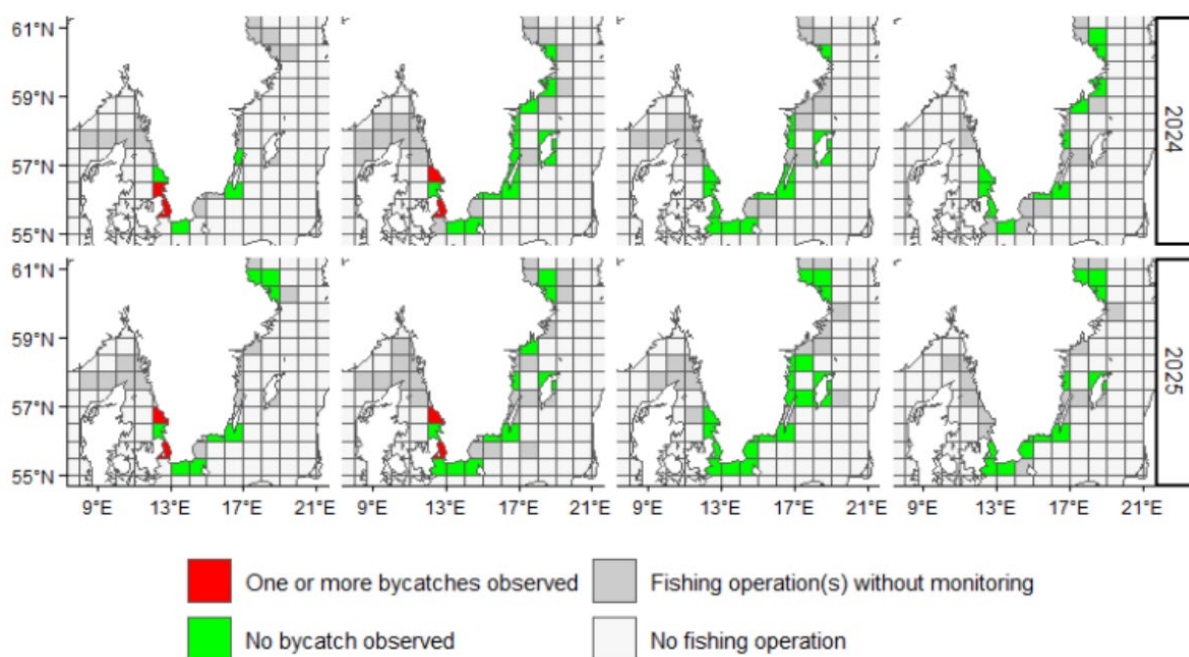 61°N
59°N
57°N
55°N
2024
61°N
59°N
57°N
55°N
2025
9°E 13°E 17°E 21°E 9°E 13°E 17°E 21°E 9°E 13°E 17°E 21°E 9°E 13°E 17°E 21°E
One or more bycatches observed Fishing operation(s) without monitoring
No bycatch observed No fishing operation